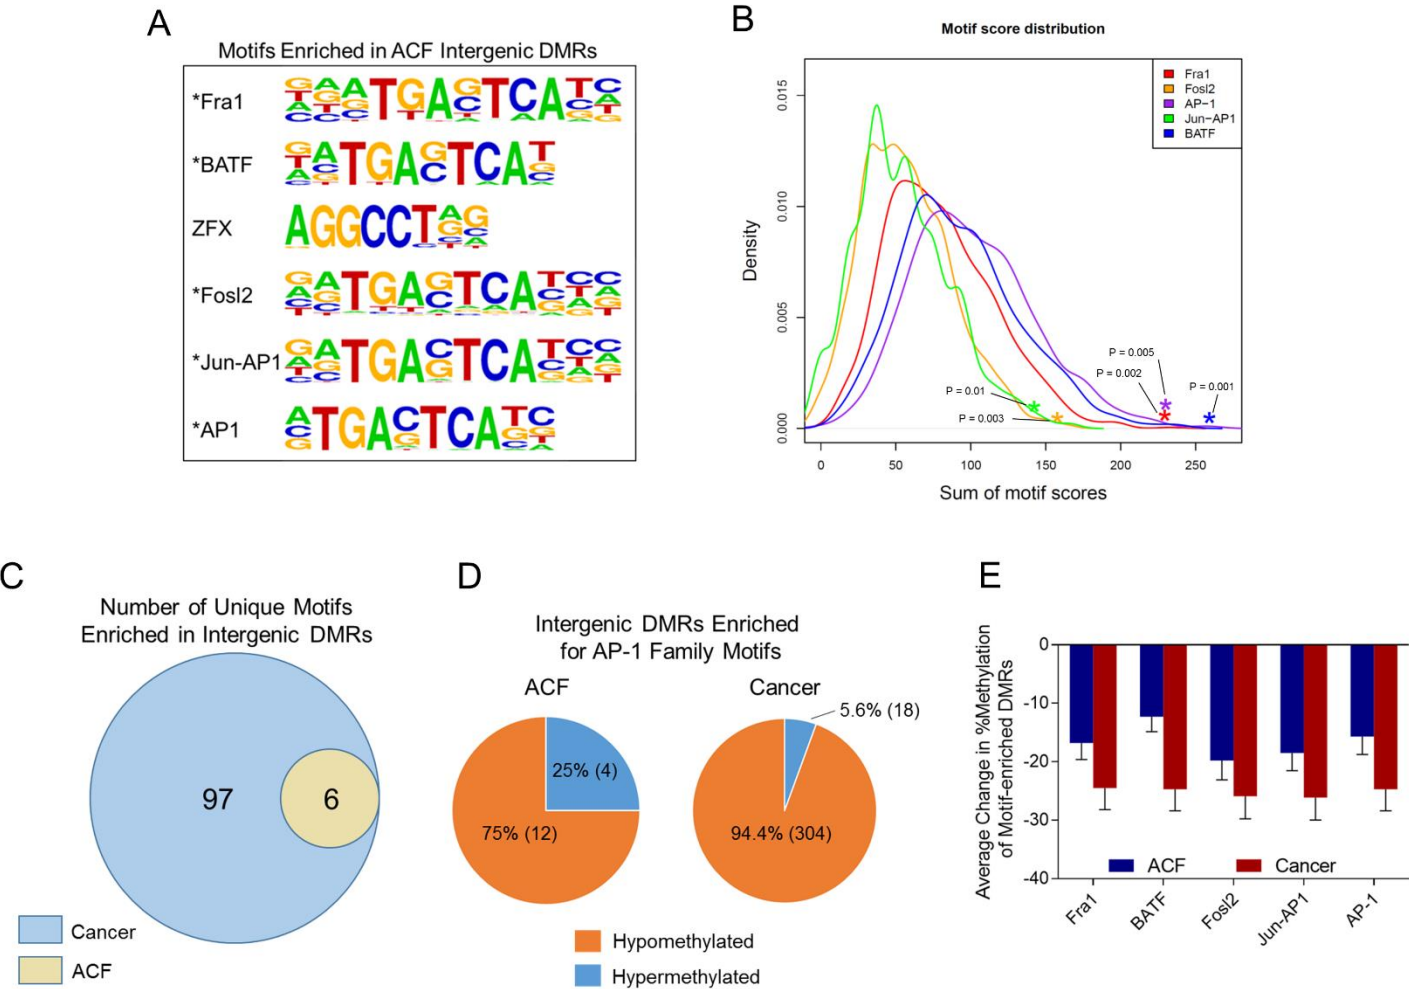 A
Motifs Enriched in ACF Intergenic DMRs
*Fra1
*BATF
ZFX
AGGCCT
*Fosl2
*Jun-AP1
*AP1
B
Motif score distribution
Density
0.000
0.005
0.010
0.015
Fra1
Fosl2
AP-1
Jun-AP1
BATF
P = 0.005
P = 0.002
P = 0.001
P = 0.01
P = 0.003
0 50 100 150 200 250
Sum of motif scores
C
Number of Unique Motifs
Enriched in Intergenic DMRs
97
6
Cancer
ACF
D
Intergenic DMRs Enriched
for AP-1 Family Motifs
ACF
Cancer
25% (4)
75% (12)
5.6% (18)
94.4% (304)
Hypomethylated
Hypermethylated
E
Average Change in %Methylation
of Motif-enriched DMRs
0
-10
-20
-30
-40
ACF
Cancer
Fra1
BATF
Fosl2
Jun-AP1
AP-1